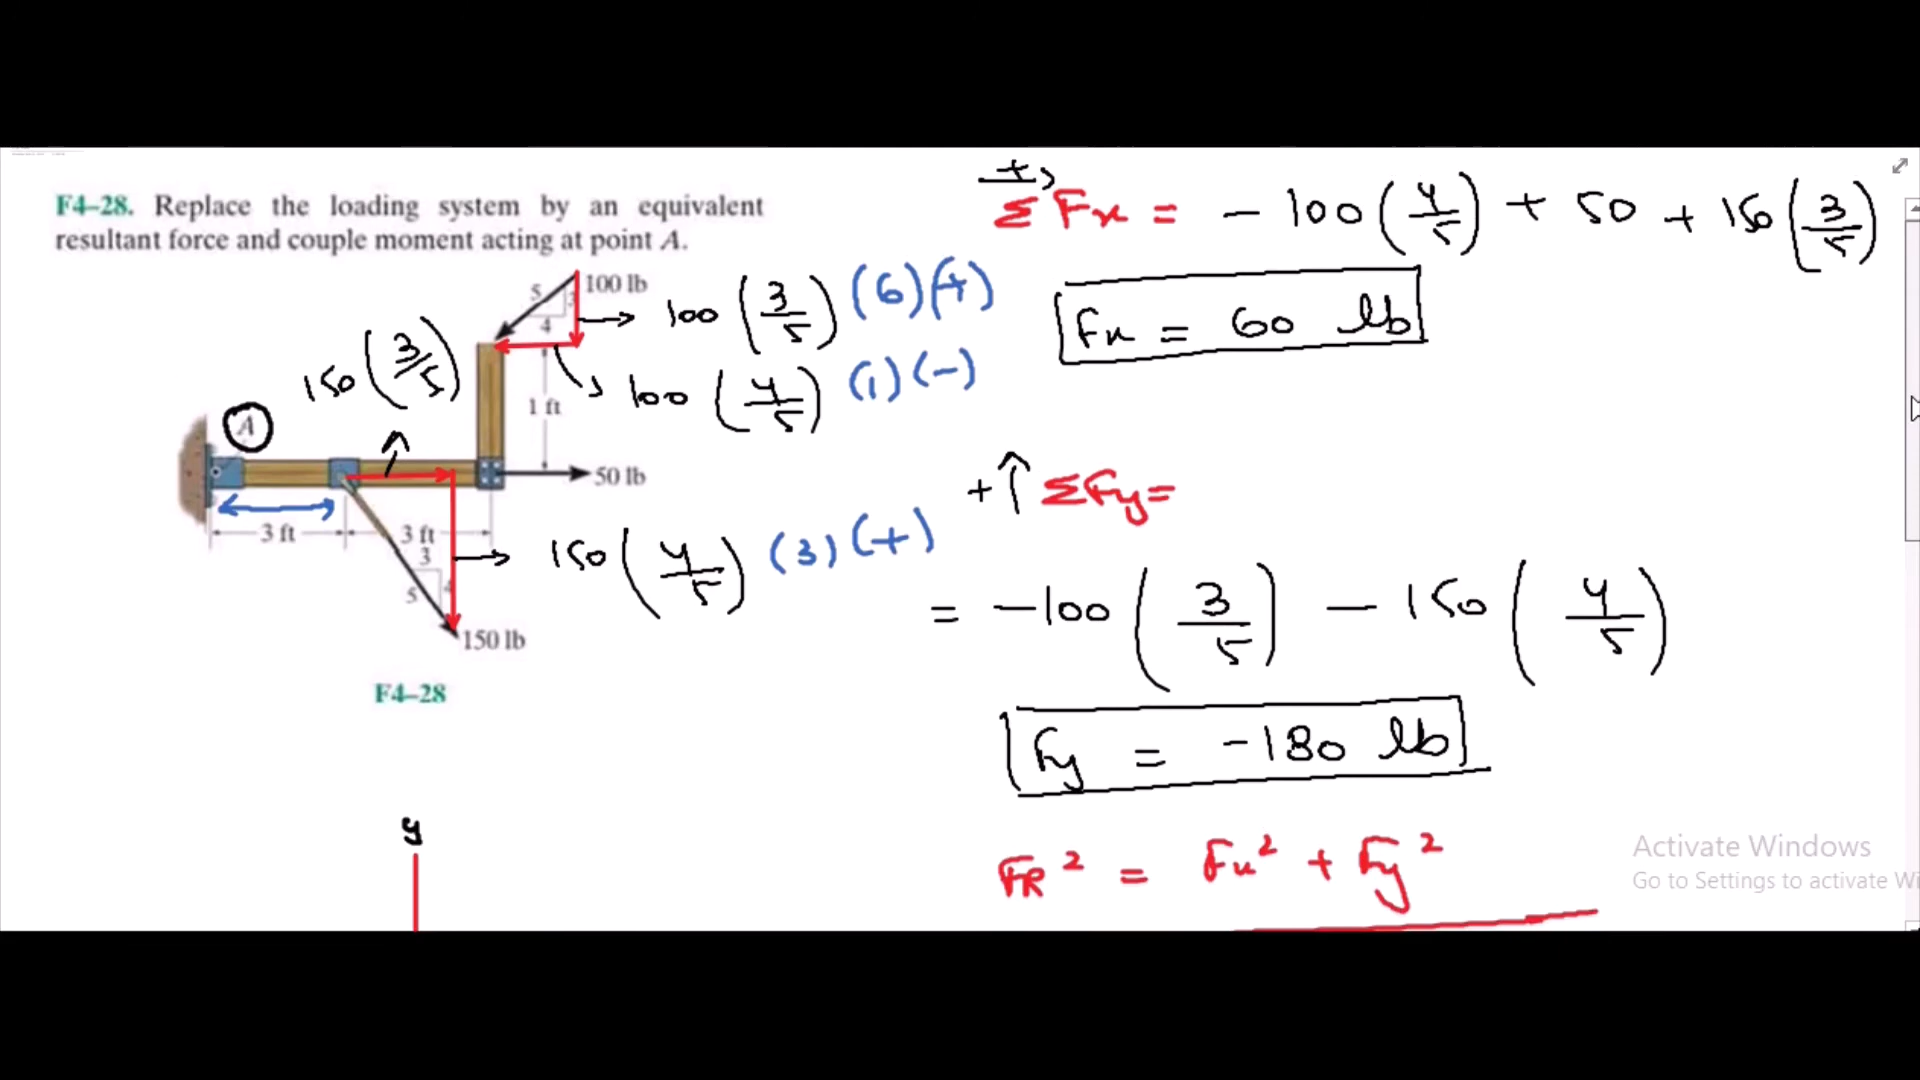 F4–28. Replace the loading system by an equivalent
resultant force and couple moment acting at point A.
100 lb
5
3
4
100 (3/5) (6)(+)
100 (4/5) (1)(-)
150 (3/5)
A
1 ft
50 lb
3 ft
3 ft
3
4
5
150 (4/5) (3)(+)
150 lb
F4–28
y
+→
ΣFx = - 100 (4/5) + 50 + 150 (3/5)
Fx = 60 lb
+↑ ΣFy =
= -100 (3/5) - 150 (4/5)
Fy = -180 lb
FR² = Fx² + Fy²
Activate Windows
Go to Settings to activate Wi